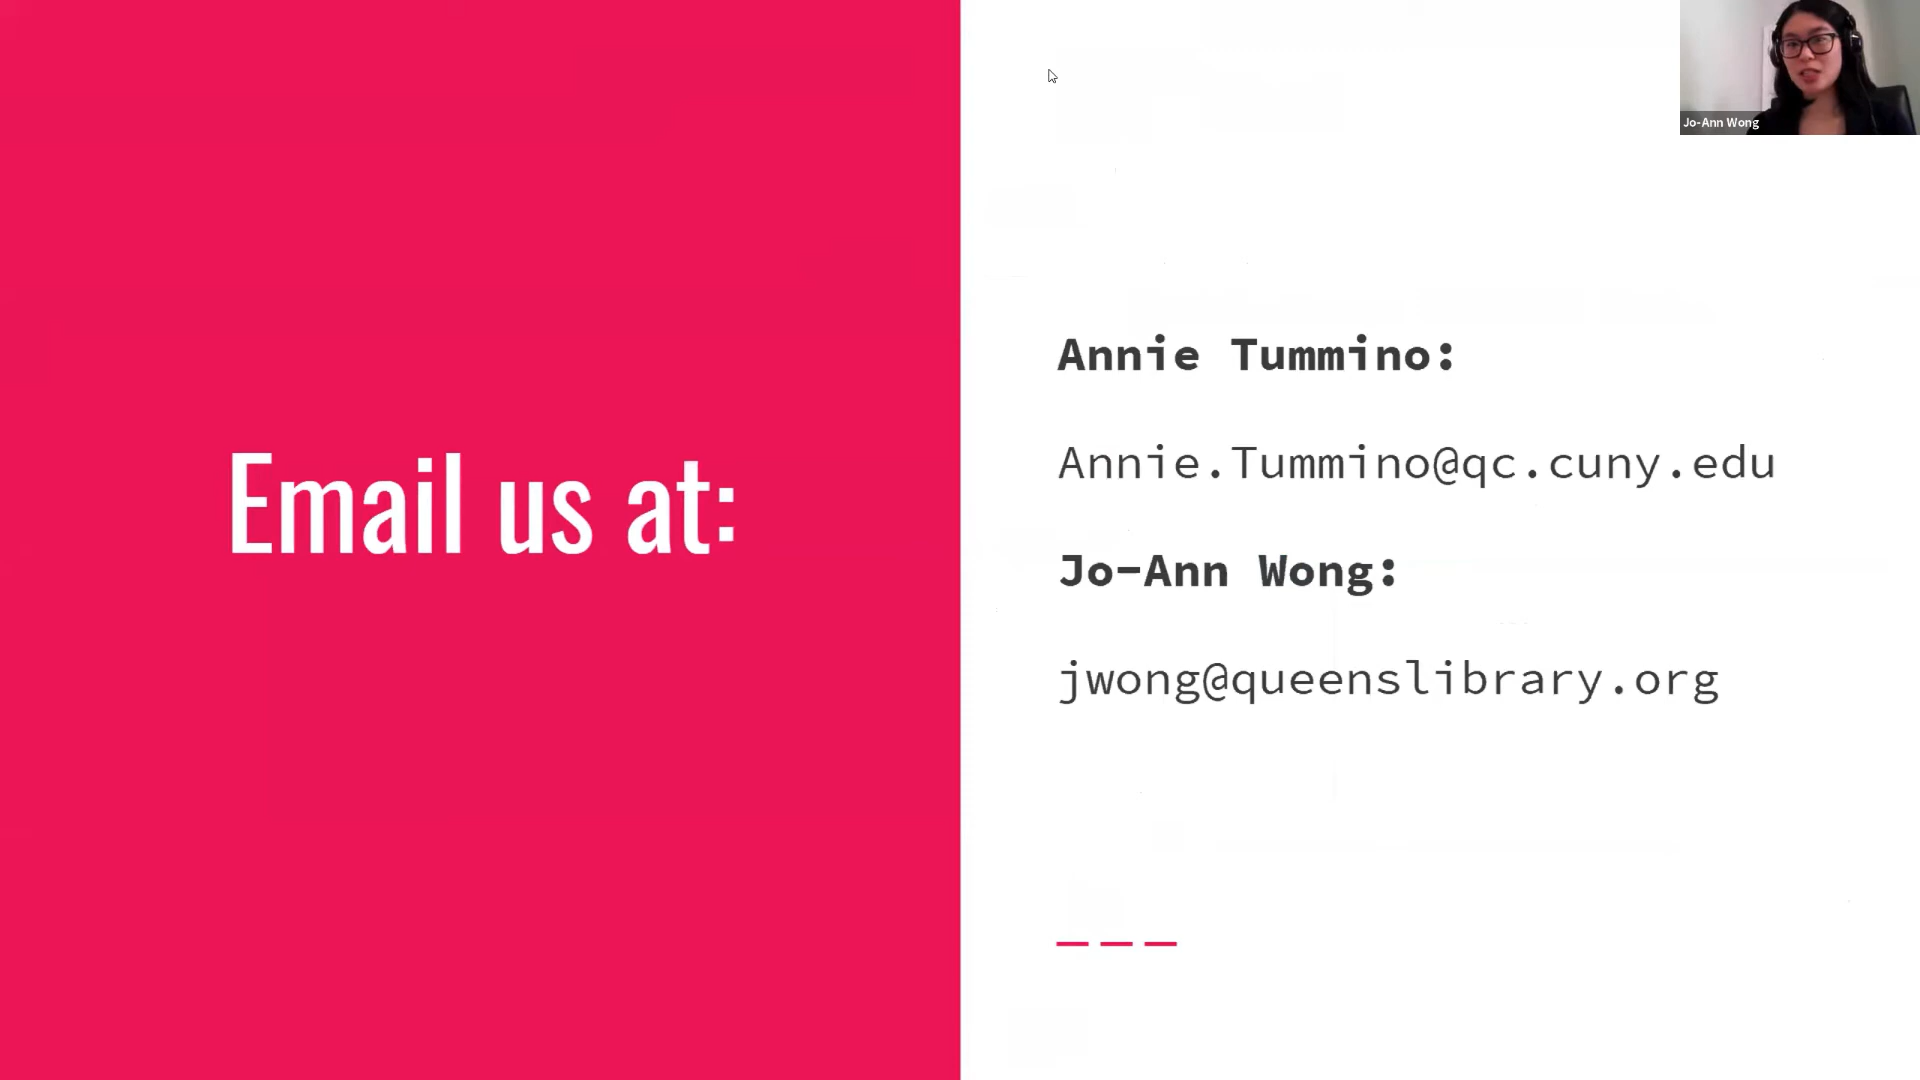 Email us at:
Annie Tummino:
Annie.Tummino@qc.cuny.edu
Jo-Ann Wong:
jwong@queenslibrary.org
Jo-Ann Wong